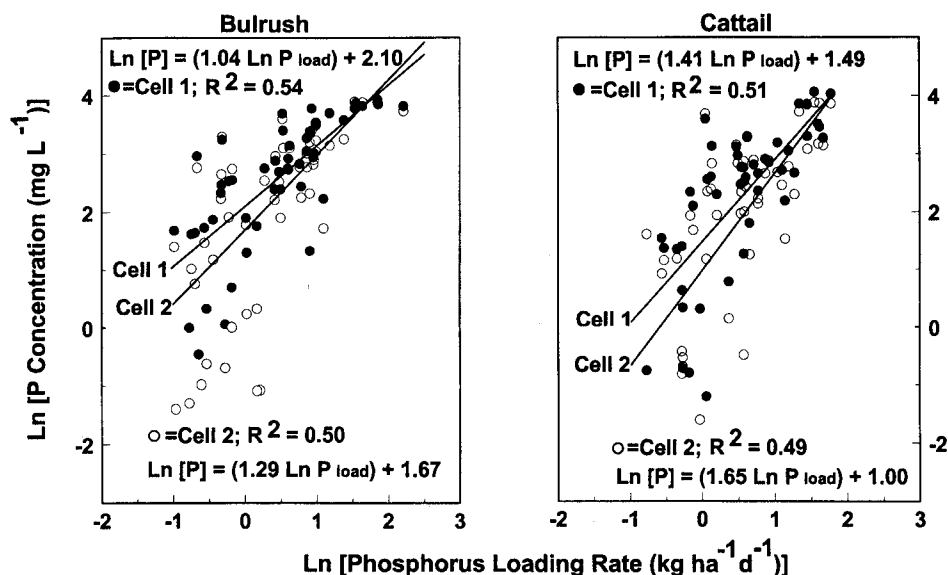 Bulrush
Cattail
Ln [P Concentration (mg L-1)]
4
2
0
-2
Ln [P] = (1.04 Ln P load) + 2.10
●=Cell 1; R2 = 0.54
Cell 1
Cell 2
○=Cell 2; R2 = 0.50
Ln [P] = (1.29 Ln P load) + 1.67
-2 -1 0 1 2 3
Ln [P] = (1.41 Ln P load) + 1.49
●=Cell 1; R2 = 0.51
Cell 1
Cell 2
○=Cell 2; R2 = 0.49
Ln [P] = (1.65 Ln P load) + 1.00
4
2
0
-2
-2 -1 0 1 2 3
Ln [Phosphorus Loading Rate (kg ha-1d-1)]